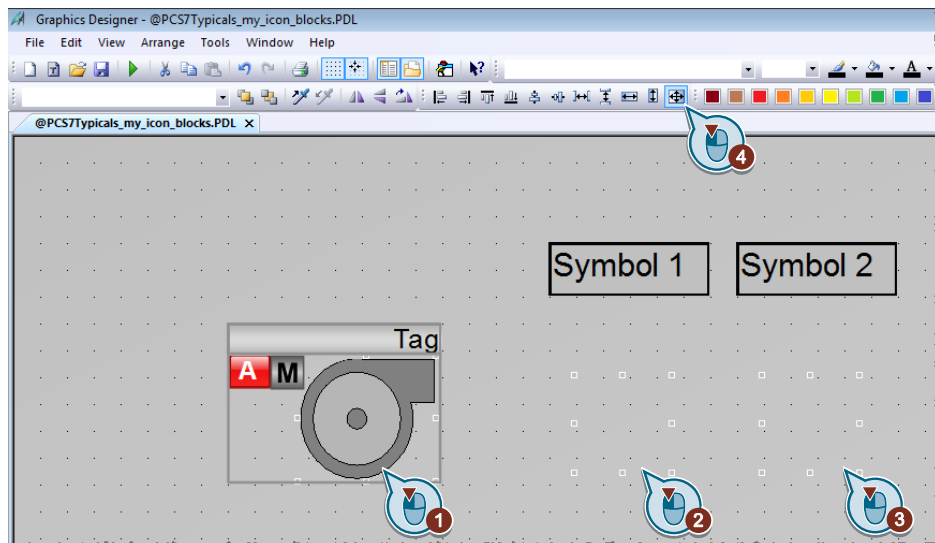 Graphics Designer - @PCS7Typicals_my_icon_blocks.PDL
File Edit View Arrange Tools Window Help
@PCS7Typicals_my_icon_blocks.PDL X
4
Symbol 1 Symbol 2
Tag
A M
1 2 3